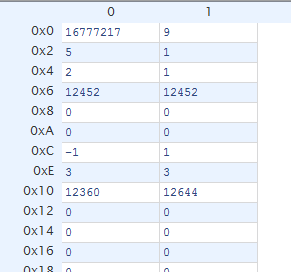 0 1
0x0 16777217 9
0x2 5 1
0x4 2 1
0x6 12452 12452
0x8 0 0
0xA 0 0
0xC -1 1
0xE 3 3
0x10 12360 12644
0x12 0 0
0x14 0 0
0x16 0 0
0x18 0 0